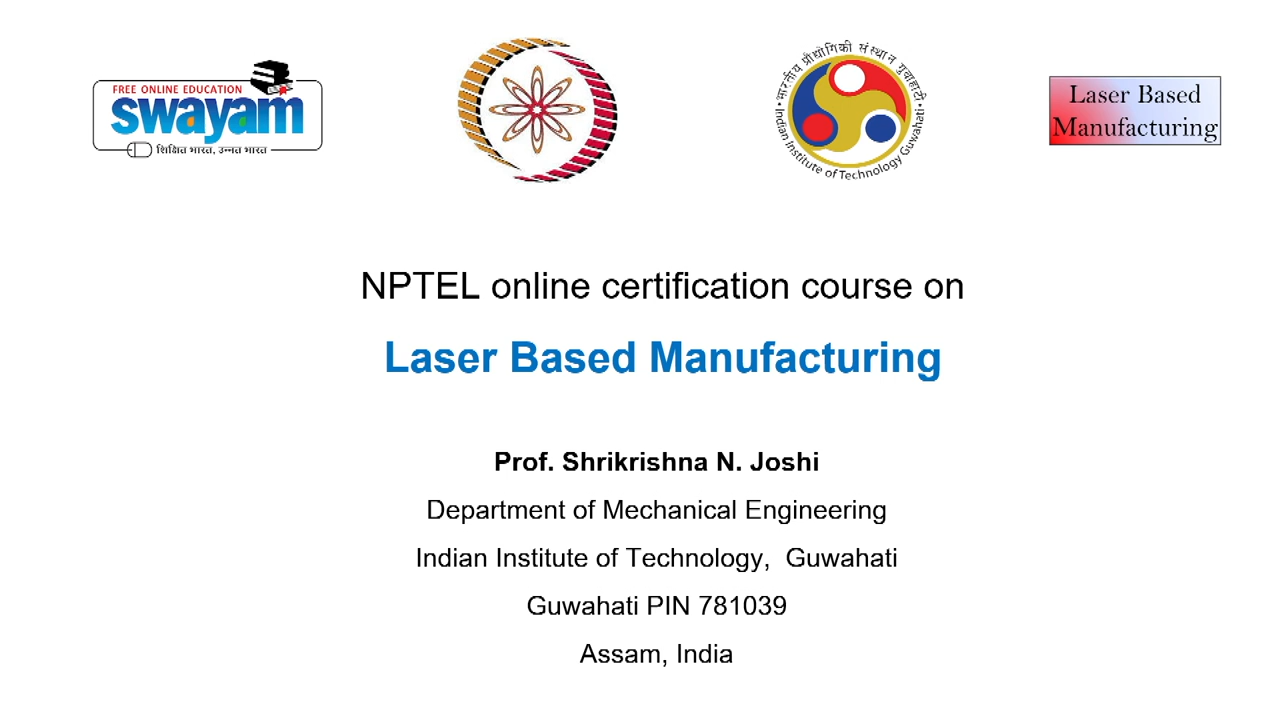 FREE ONLINE EDUCATION
swayam
शिक्षित भारत, उन्नत भारत
भारतीय प्रौद्योगिकी संस्थान गुवाहाटी
Indian Institute of Technology Guwahati
Laser Based
Manufacturing
NPTEL online certification course on
Laser Based Manufacturing
Prof. Shrikrishna N. Joshi
Department of Mechanical Engineering
Indian Institute of Technology, Guwahati
Guwahati PIN 781039
Assam, India